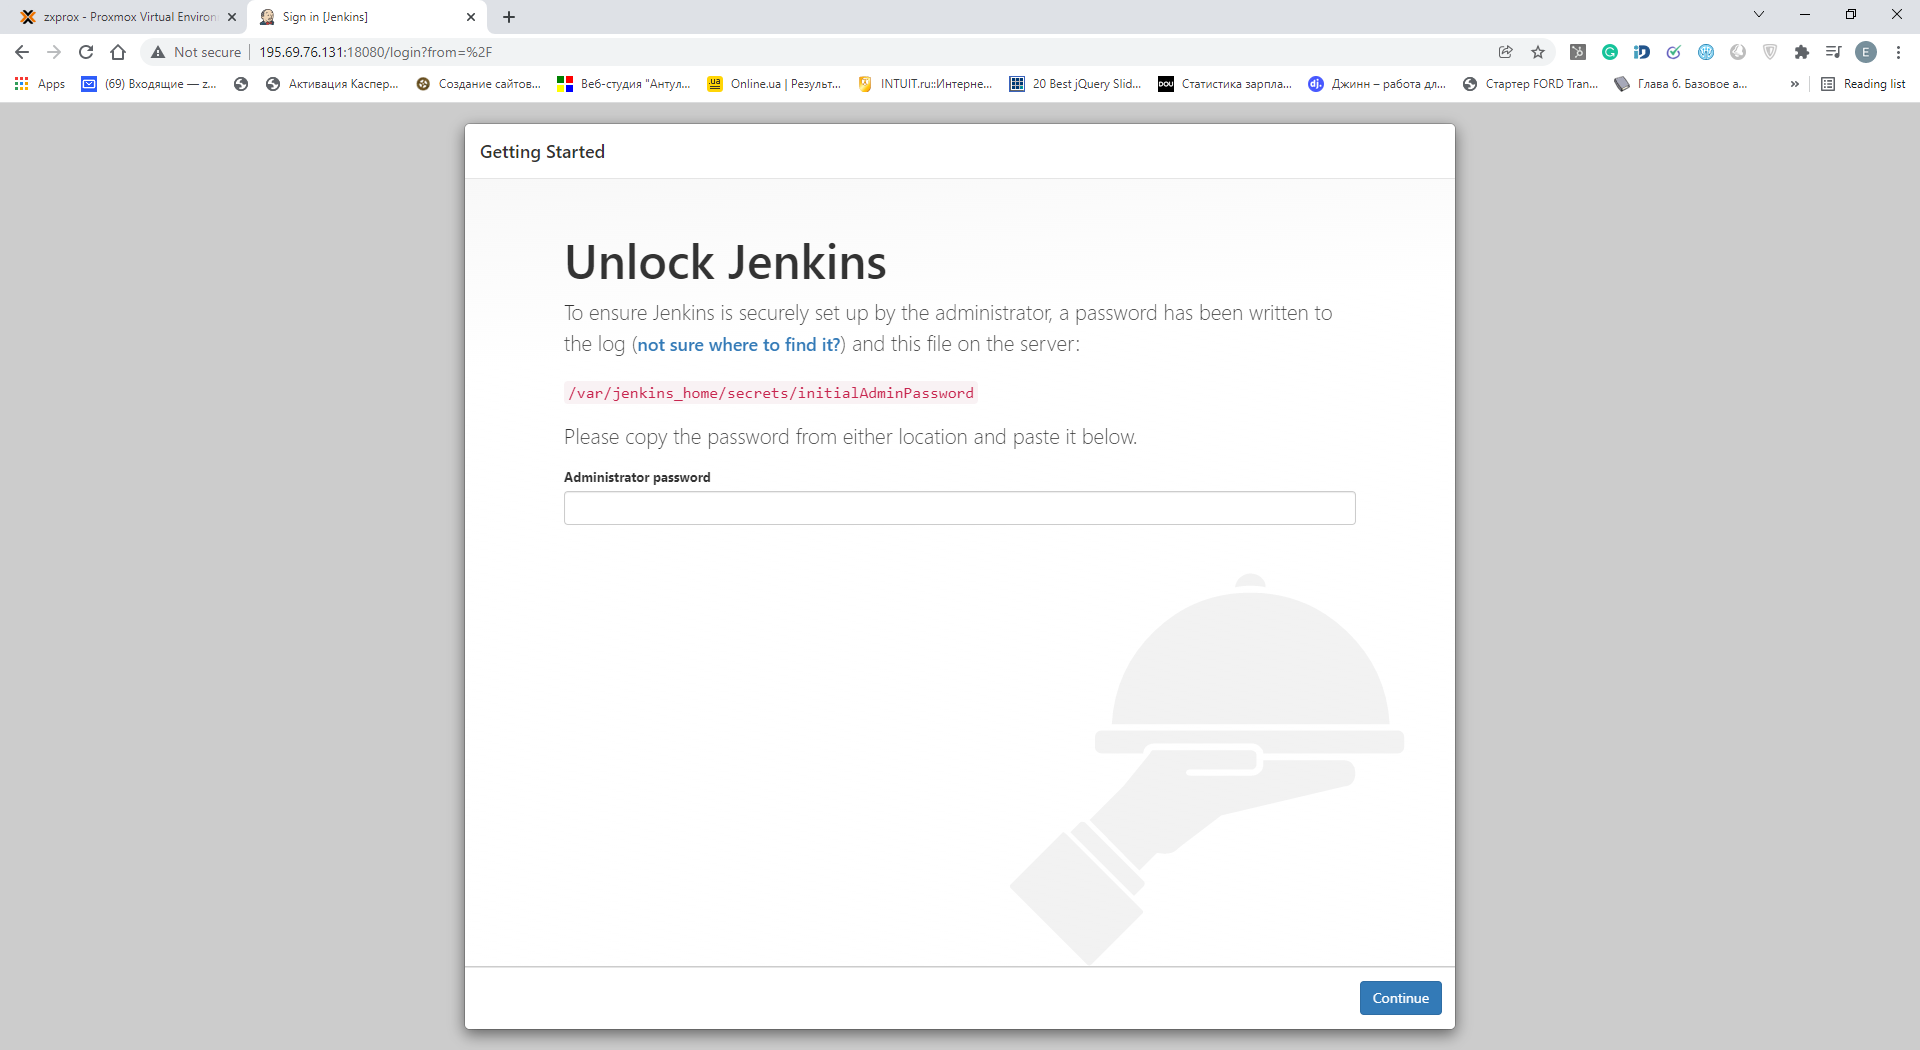 zxprox - Proxmox Virtual Environ
Sign in [Jenkins]
Not secure
195.69.76.131:18080/login?from=%2F
E
Apps
(69) Входящие — z...
Активация Каспер...
Создание сайтов...
Веб-студия "Антул...
.ua
Online.ua | Результ...
INTUIT.ru::Интерне...
20 Best jQuery Slid...
DOU
Статистика зарпла...
dj.
Джинн – работа дл...
Стартер FORD Tran...
Глава 6. Базовое а...
»
Reading list
Getting Started
Unlock Jenkins
To ensure Jenkins is securely set up by the administrator, a password has been written to
the log (not sure where to find it?) and this file on the server:
/var/jenkins_home/secrets/initialAdminPassword
Please copy the password from either location and paste it below.
Administrator password
Continue